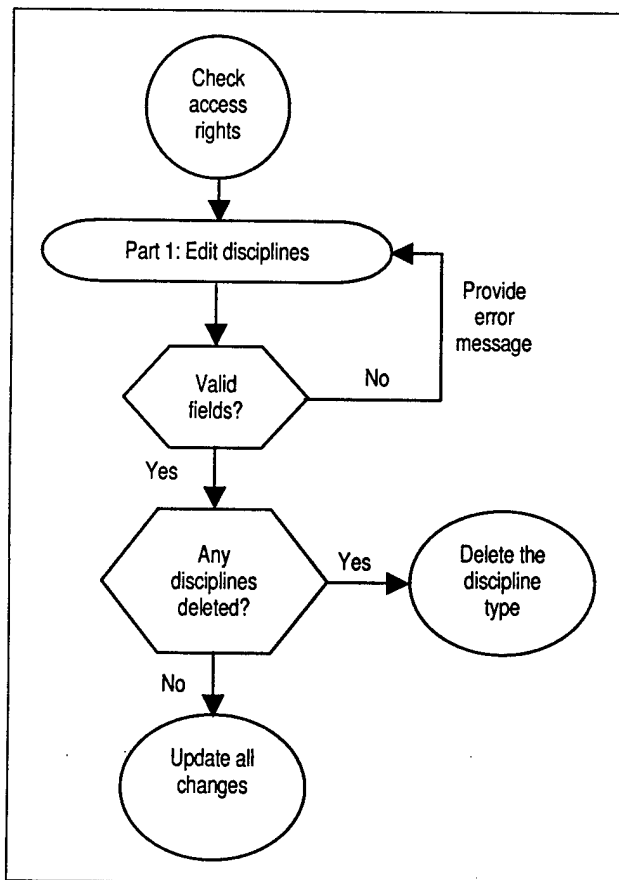 Check
access
rights
Part 1: Edit disciplines
Provide
error
message
Valid
fields?
No
Yes
Any
disciplines
deleted?
Yes
Delete the
discipline
type
No
Update all
changes